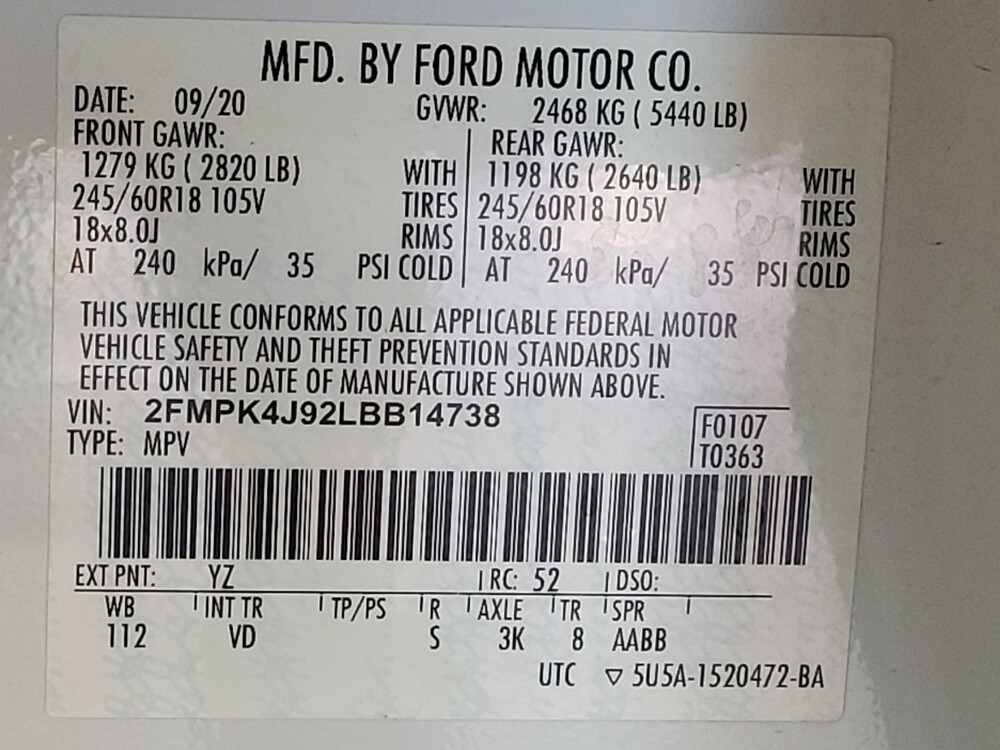 MFD. BY FORD MOTOR CO.
DATE: 09/20 GVWR: 2468 KG ( 5440 LB)
FRONT GAWR: REAR GAWR:
1279 KG ( 2820 LB) WITH 1198 KG ( 2640 LB) WITH
245/60R18 105V TIRES 245/60R18 105V TIRES
18x8.0J RIMS 18x8.0J RIMS
AT 240 kPa/ 35 PSI COLD AT 240 kPa/ 35 PSI COLD
THIS VEHICLE CONFORMS TO ALL APPLICABLE FEDERAL MOTOR
VEHICLE SAFETY AND THEFT PREVENTION STANDARDS IN
EFFECT ON THE DATE OF MANUFACTURE SHOWN ABOVE.
VIN: 2FMPK4J92LBB14738
F0107
TYPE: MPV
T0363
EXT PNT: YZ RC: 52 DSO:
WB INT TR TP/PS R AXLE TR SPR
112 VD S 3K 8 AABB
UTC ▽ 5U5A-1520472-BA